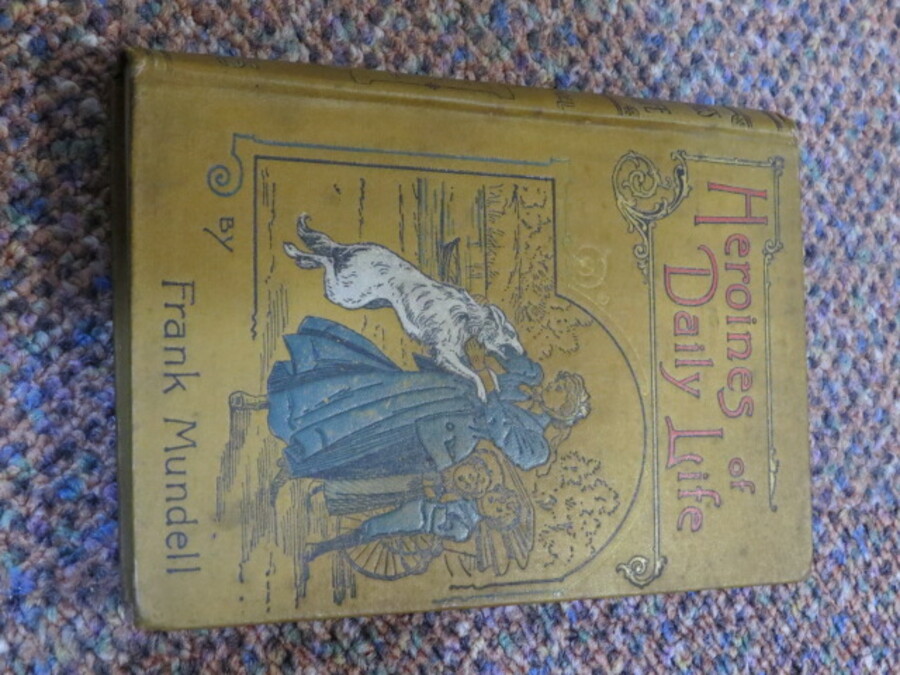 Heroines of
Daily Life
BY
Frank Mundell